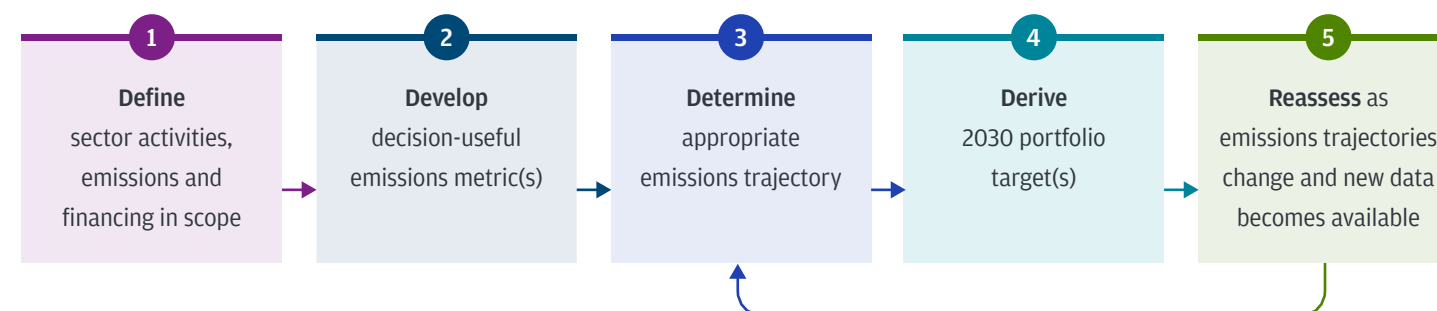 1
Define
sector activities,
emissions and
financing in scope
2
Develop
decision-useful
emissions metric(s)
3
Determine
appropriate
emissions trajectory
4
Derive
2030 portfolio
target(s)
5
Reassess as
emissions trajectories
change and new data
becomes available